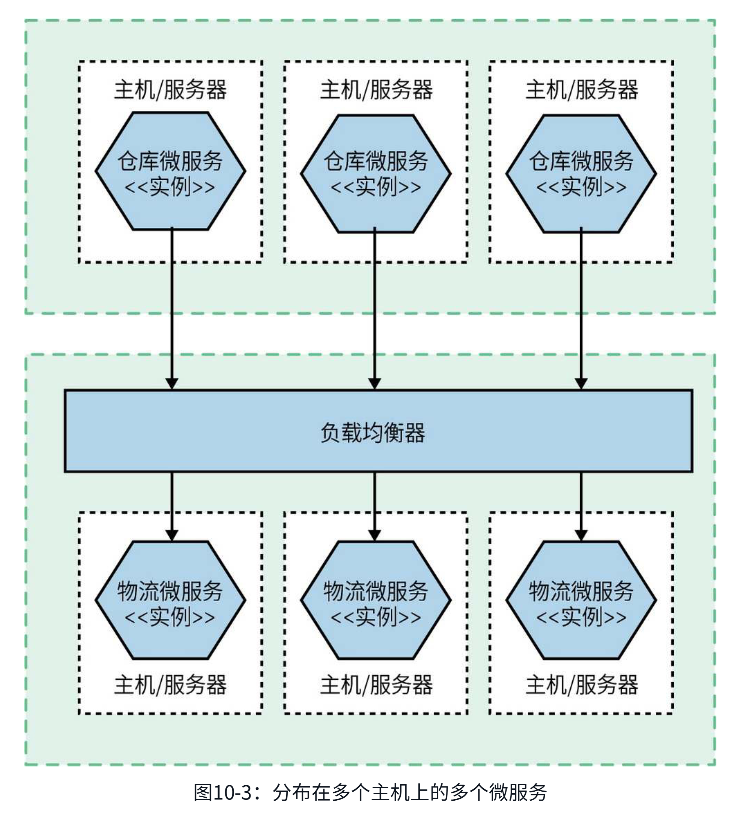 主机/服务器
仓库微服务
<<实例>>
主机/服务器
仓库微服务
<<实例>>
主机/服务器
仓库微服务
<<实例>>
负载均衡器
物流微服务
<<实例>>
主机/服务器
物流微服务
<<实例>>
主机/服务器
物流微服务
<<实例>>
主机/服务器
图10-3：分布在多个主机上的多个微服务